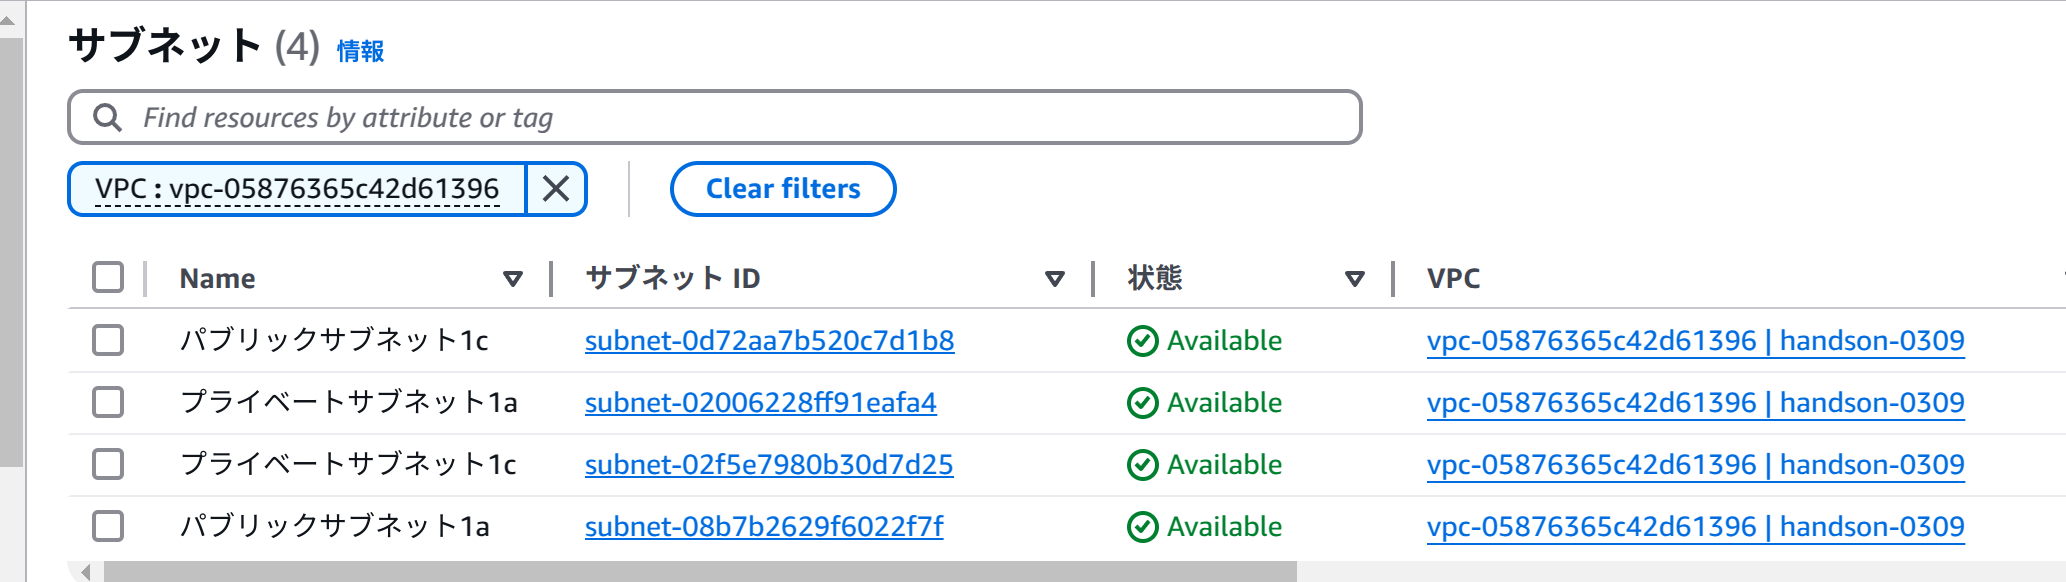 サブネット (4) 情報
Find resources by attribute or tag
VPC : vpc-05876365c42d61396 Clear filters
Name サブネット ID 状態 VPC
パブリックサブネット1c subnet-0d72aa7b520c7d1b8 Available vpc-05876365c42d61396 | handson-0309
プライベートサブネット1a subnet-02006228ff91eafa4 Available vpc-05876365c42d61396 | handson-0309
プライベートサブネット1c subnet-02f5e7980b30d7d25 Available vpc-05876365c42d61396 | handson-0309
パブリックサブネット1a subnet-08b7b2629f6022f7f Available vpc-05876365c42d61396 | handson-0309